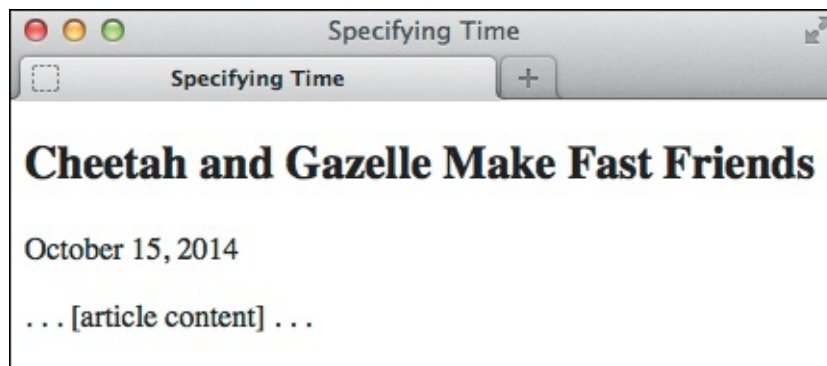 Specifying Time
Specifying Time
+
Cheetah and Gazelle Make Fast Friends
October 15, 2014
. . . [article content] . . .